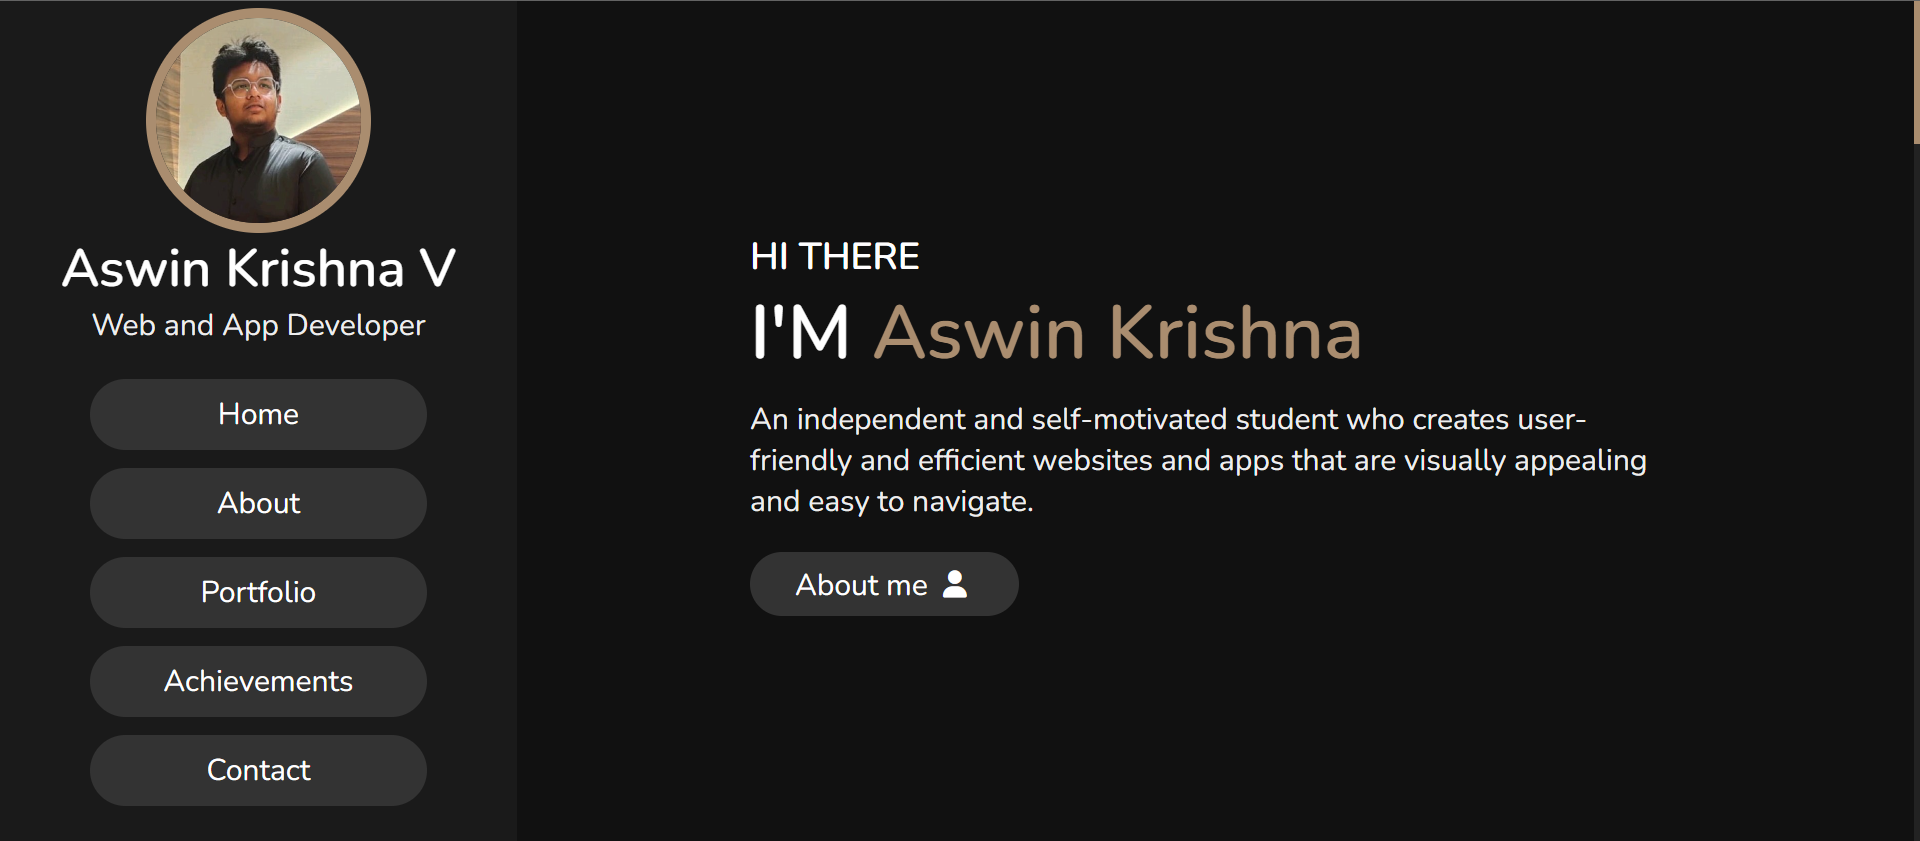 Aswin Krishna V
Web and App Developer
Home
About
Portfolio
Achievements
Contact
HI THERE
I'M Aswin Krishna
An independent and self-motivated student who creates user-
friendly and efficient websites and apps that are visually appealing
and easy to navigate.
About me